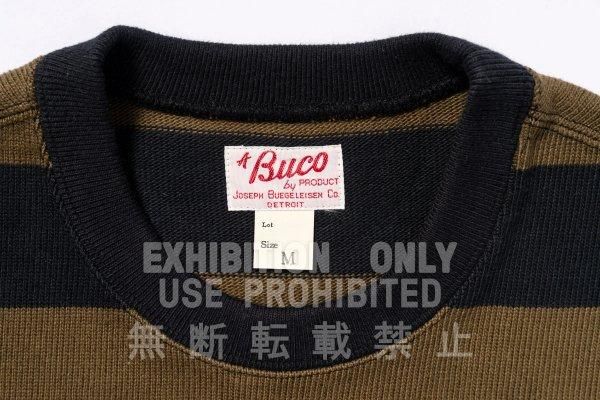 A Buco
by PRODUCT
JOSEPH BUEGELEISEN CO.
DETROIT.
Lot
Size
M
EXHIBITION ONLY
USE PROHIBITED
無断転載禁止